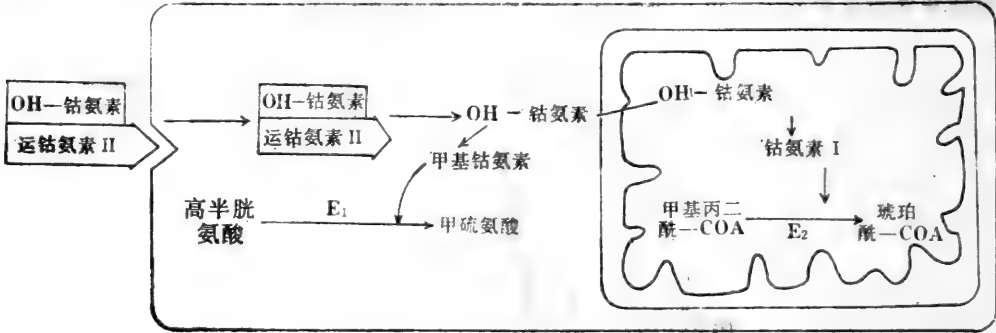 OH—钴氨素
运钴氨素 II
OH—钴氨素
运钴氨素 II
OH — 钴氨素
甲基钴氨素
高半胱
氨酸
E₁
甲硫氨酸
OH — 钴氨素
钴氨素 I
甲基丙二
酰—COA
E₂
琥珀
酰—COA